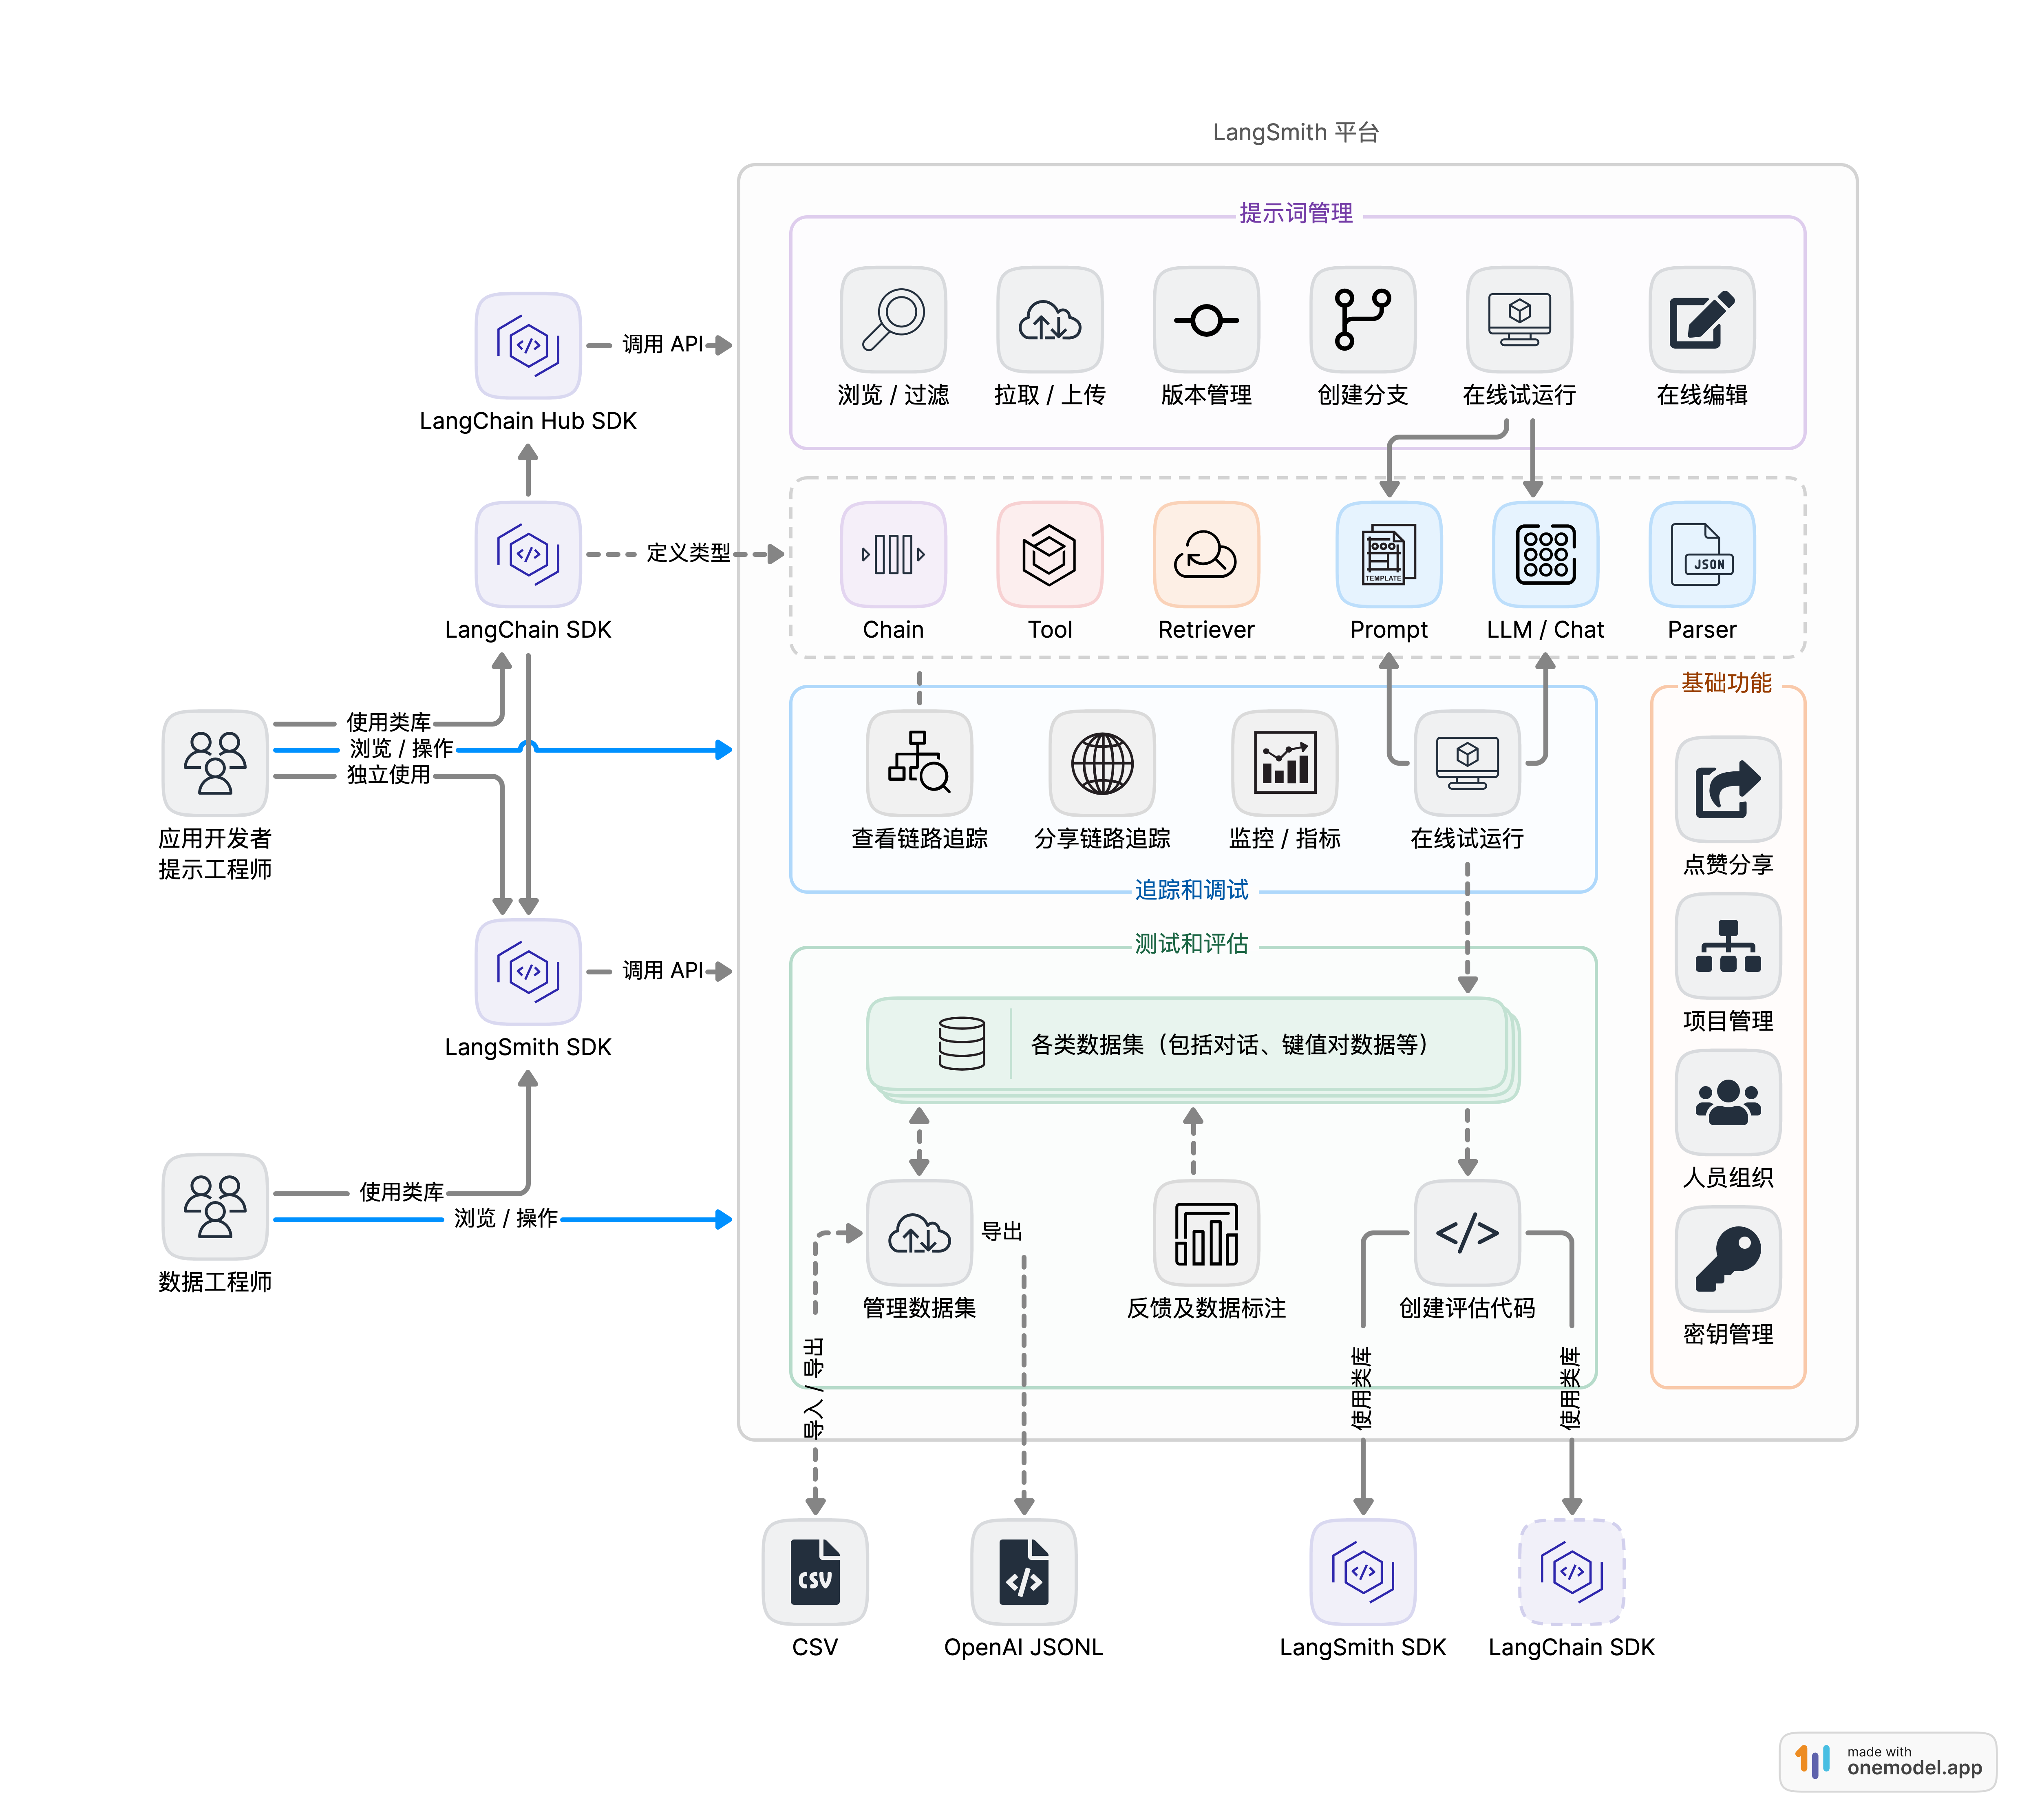 LangSmith 平台
提示词管理
浏览 / 过滤
拉取 / 上传
版本管理
创建分支
在线试运行
在线编辑
LangChain Hub SDK
调用 API
LangChain SDK
定义类型
TEMPLATE
JSON
Chain
Tool
Retriever
Prompt
LLM / Chat
Parser
使用类库
浏览 / 操作
独立使用
应用开发者
提示工程师
查看链路追踪
分享链路追踪
监控 / 指标
在线试运行
追踪和调试
基础功能
点赞分享
项目管理
人员组织
密钥管理
LangSmith SDK
调用 API
测试和评估
各类数据集（包括对话、键值对数据等）
使用类库
浏览 / 操作
数据工程师
管理数据集
导出
反馈及数据标注
</>
创建评估代码
导入 / 导出
使用类库
使用类库
CSV
CSV
</>
OpenAI JSONL
LangSmith SDK
LangChain SDK
made with
onemodel.app